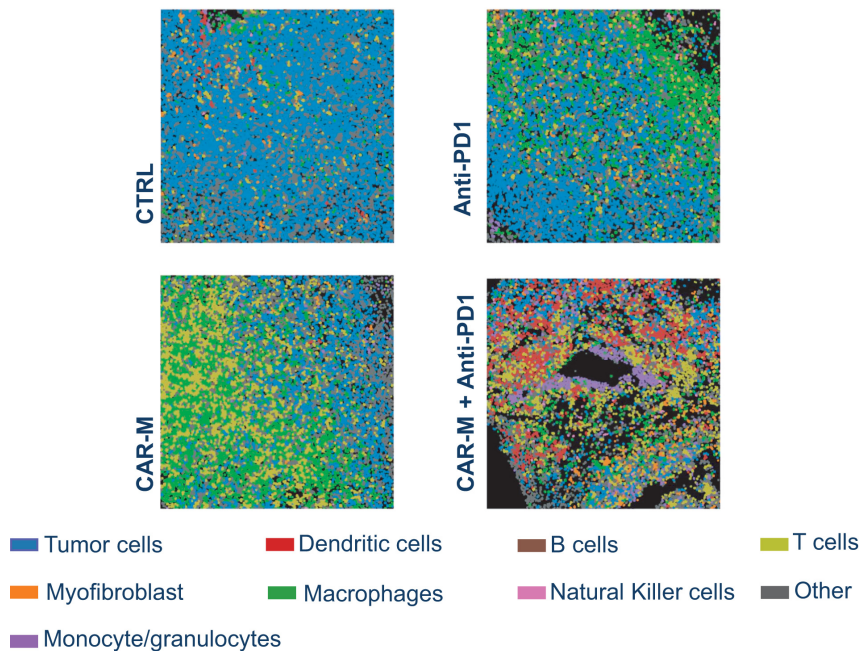 CTRL
Anti-PD1
CAR-M
CAR-M + Anti-PD1
Tumor cells
Dendritic cells
B cells
T cells
Myofibroblast
Macrophages
Natural Killer cells
Other
Monocyte/granulocytes